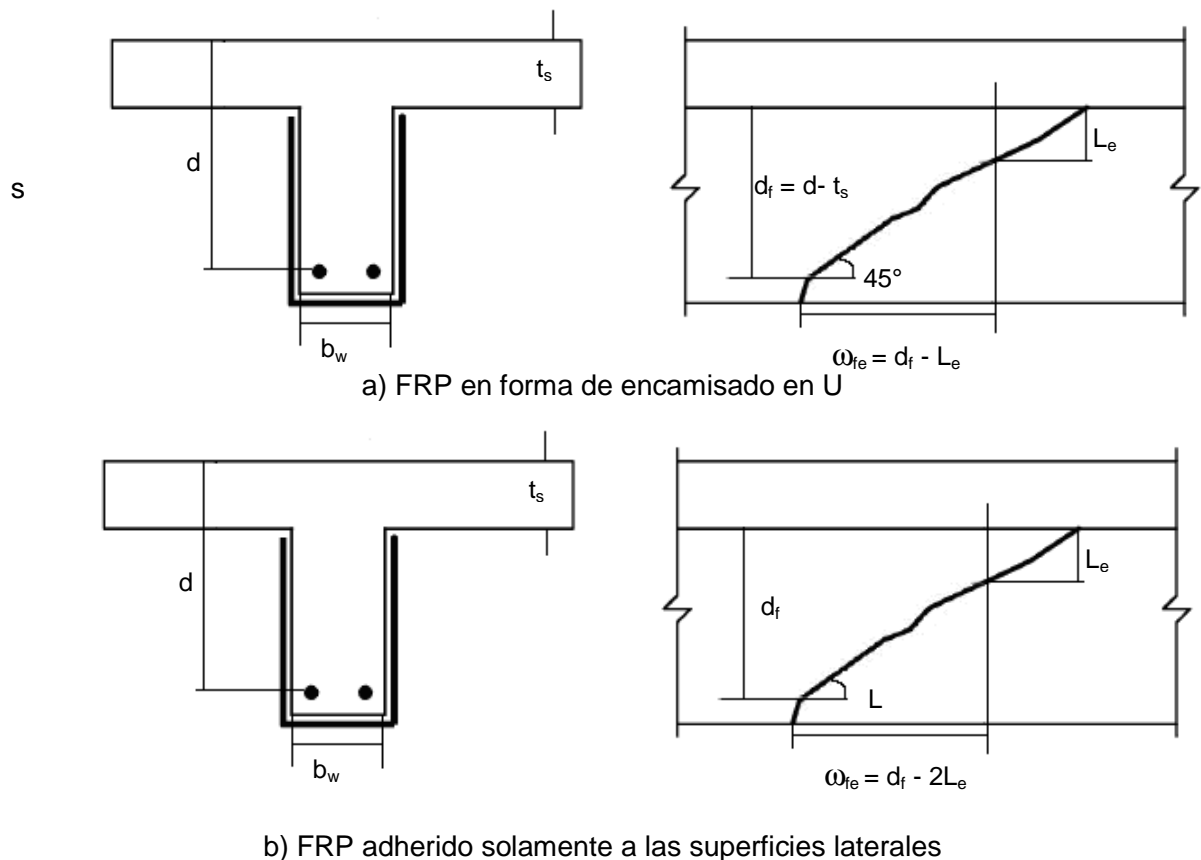 t_s
d
s
b_w
d_f = d- t_s
L_e
45°
ω_fe = d_f - L_e
a) FRP en forma de encamisado en U
t_s
d
b_w
d_f
L_e
L
ω_fe = d_f - 2L_e
b) FRP adherido solamente a las superficies laterales